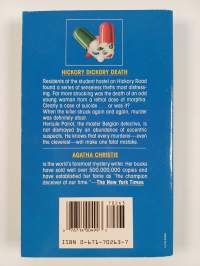 HICKORY DICKORY DEATH
Residents at the student hostel on Hickory Road
found a series of senseless thefts most distress-
ing. Far more shocking was the death of an odd
young woman from a lethal dose of morphia.
Clearly a case of suicide . . . or was it?
When the killer struck again and again, murder
was definitely afoot.
Hercule Poirot, the master Belgian detective, is
not dismayed by an abundance of eccentric
suspects. He knows that every murderer—even
the cleverest—will make one fatal mistake.
AGATHA CHRISTIE
is the world's foremost mystery writer. Her books
have sold well over 500,000,000 copies and
have established her fame as "the champion
deceiver of our time."—The New York Times
ISBN 0-671-70263-7